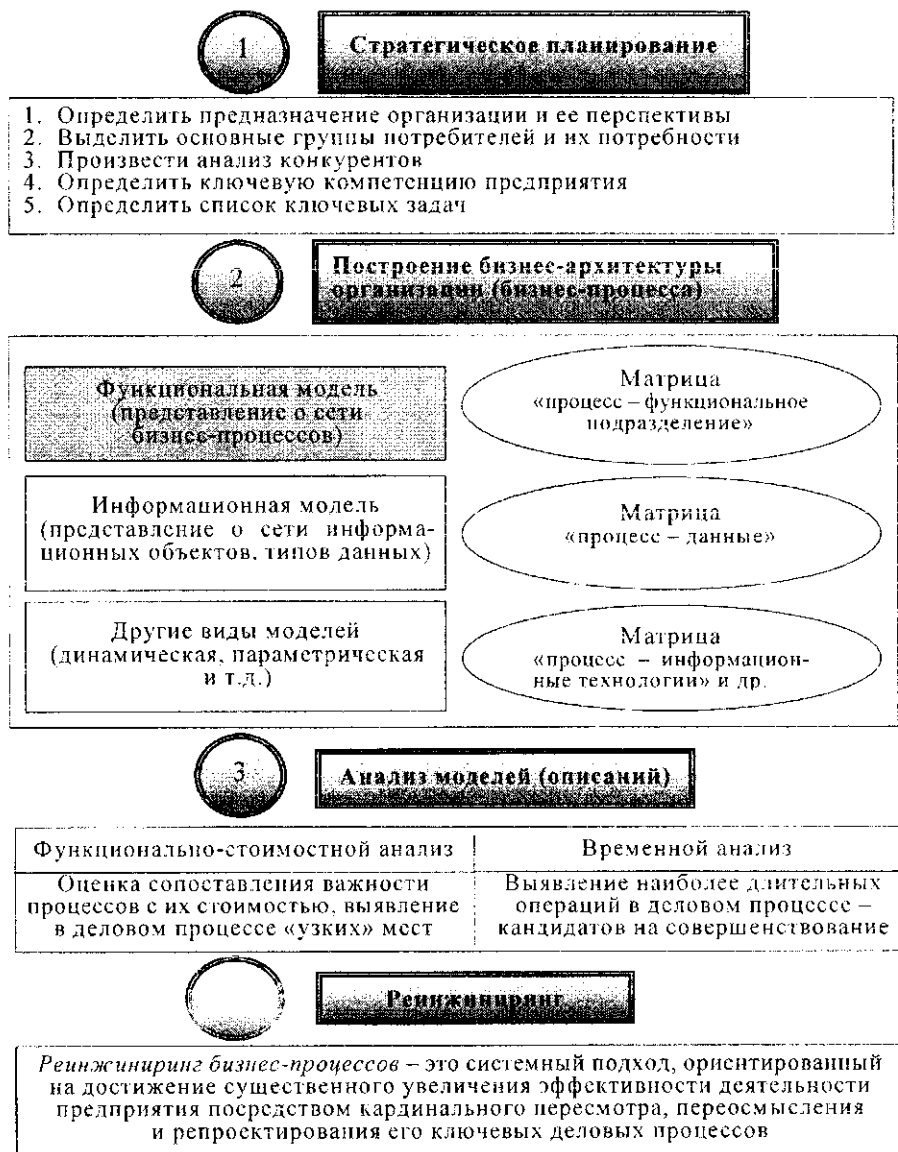 1
Стратегическое планирование
1. Определить предназначение организации и ее перспективы
2. Выделить основные группы потребителей и их потребности
3. Произвести анализ конкурентов
4. Определить ключевую компетенцию предприятия
5. Определить список ключевых задач
2
Построение бизнес-архитектуры
организации (бизнес-процесса)
Функциональная модель
(представление о сети
бизнес-процессов)
Матрица
«процесс – функциональное
подразделение»
Информационная модель
(представление о сети информа-
ционных объектов, типов данных)
Матрица
«процесс – данные»
Другие виды моделей
(динамическая, параметрическая
и т.д.)
Матрица
«процесс – информацион-
ные технологии» и др.
3
Анализ моделей (описаний)
Функционально-стоимостной анализ
Оценка сопоставления важности
процессов с их стоимостью, выявление
в деловом процессе «узких» мест
Временной анализ
Выявление наиболее длительных
операций в деловом процессе –
кандидатов на совершенствование
Реинжиниринг
Реинжиниринг бизнес-процессов – это системный подход, ориентированный
на достижение существенного увеличения эффективности деятельности
предприятия посредством кардинального пересмотра, переосмысления
и репроектирования его ключевых деловых процессов